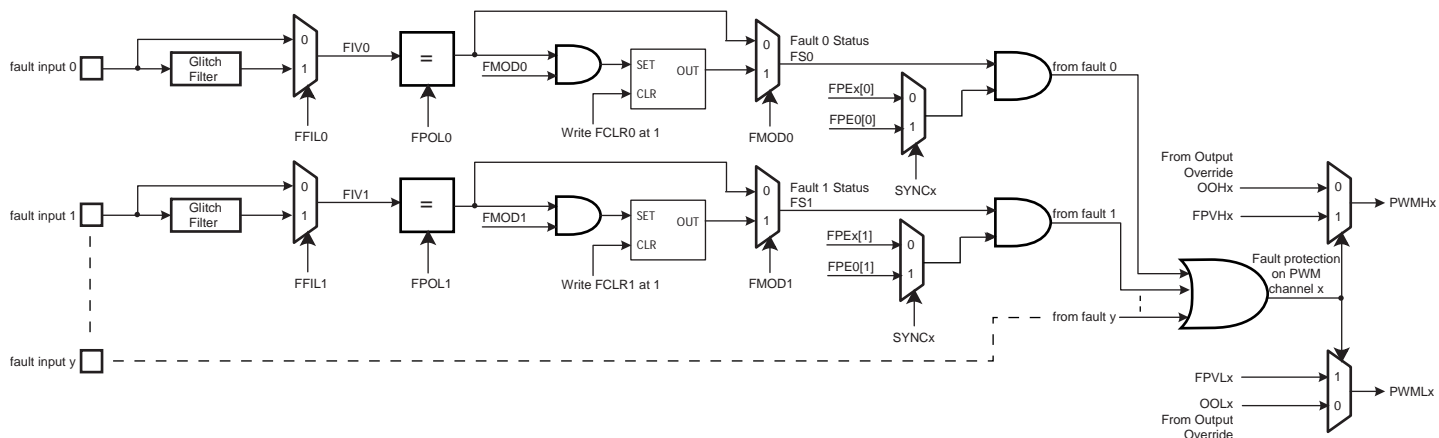 fault input 0
Glitch
Filter
0
1
FFIL0
FIV0
=
FPOL0
FMOD0
SET
OUT
CLR
Write FCLR0 at 1
0
1
FMOD0
Fault 0 Status
FS0
FPEx[0]
FPE0[0]
0
1
SYNCx
from fault 0
fault input 1
Glitch
Filter
0
1
FFIL1
FIV1
=
FPOL1
FMOD1
SET
OUT
CLR
Write FCLR1 at 1
0
1
FMOD1
Fault 1 Status
FS1
FPEx[1]
FPE0[1]
0
1
SYNCx
from fault 1
fault input y
from fault y
From Output
Override
OOHx
FPVHx
0
1
PWMHx
Fault protection
on PWM
channel x
FPVLx
OOLx
From Output
Override
1
0
PWMLx